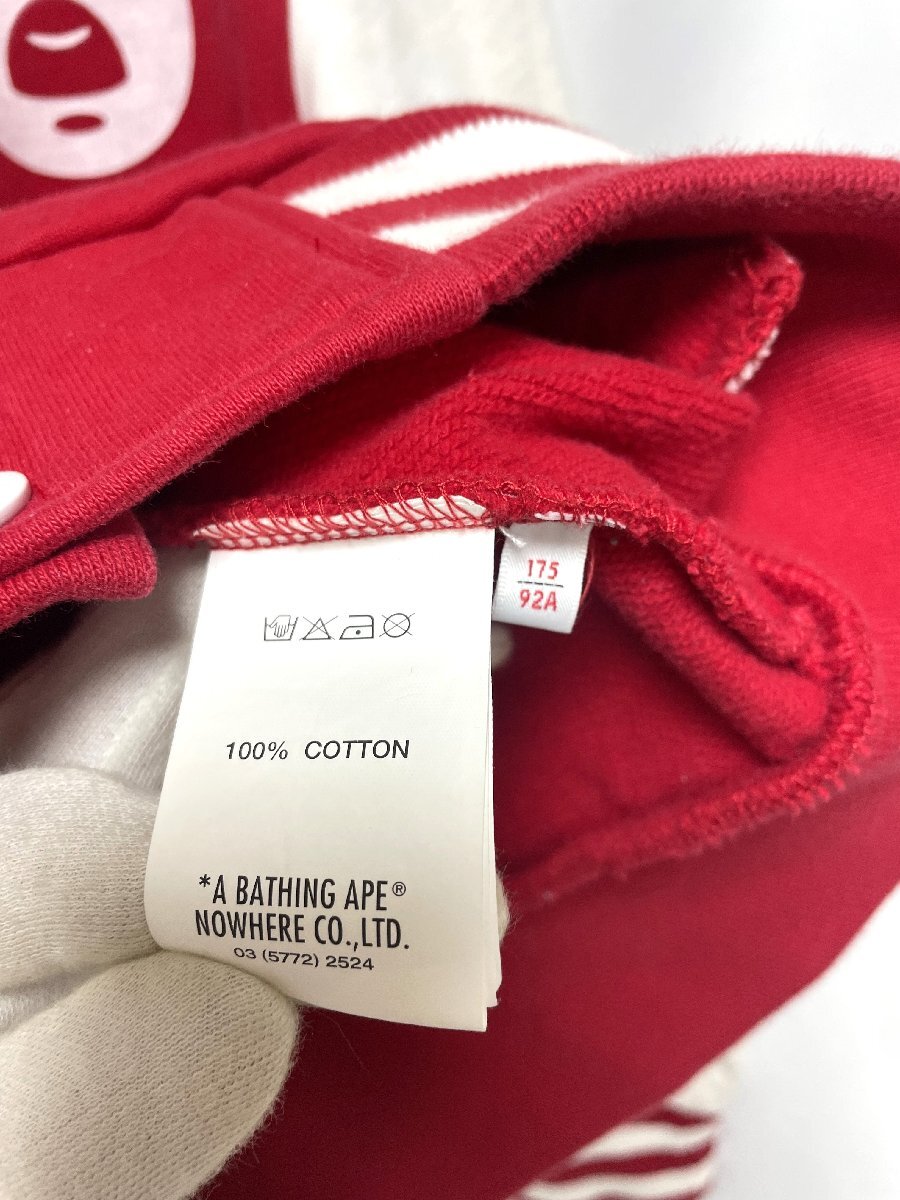 175
92A
100% COTTON
*A BATHING APE®
NOWHERE CO.,LTD.
03 (5772) 2524